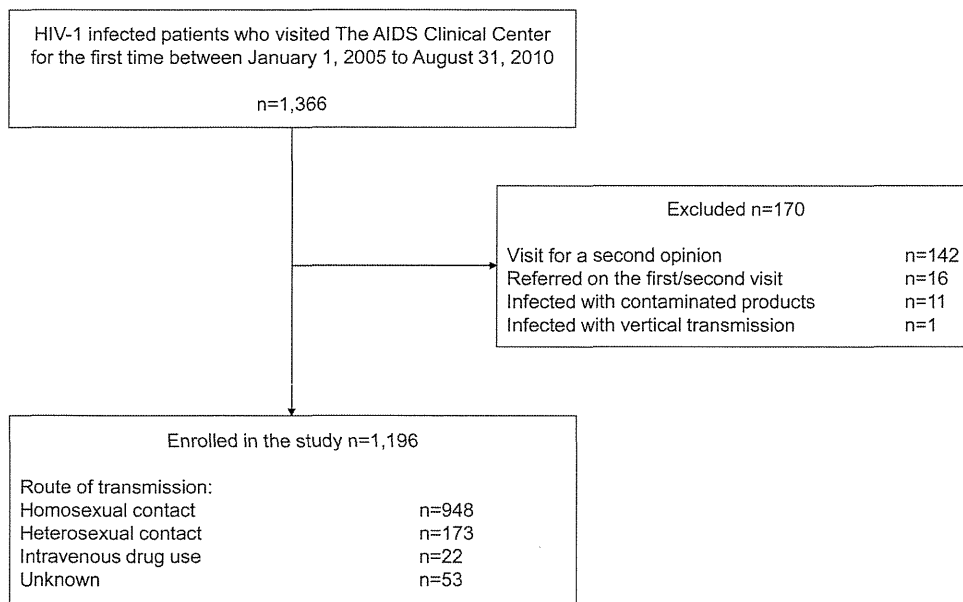 HIV-1 infected patients who visited The AIDS Clinical Center
for the first time between January 1, 2005 to August 31, 2010
n=1,366
Excluded n=170
Visit for a second opinion n=142
Referred on the first/second visit n=16
Infected with contaminated products n=11
Infected with vertical transmission n=1
Enrolled in the study n=1,196
Route of transmission:
Homosexual contact n=948
Heterosexual contact n=173
Intravenous drug use n=22
Unknown n=53